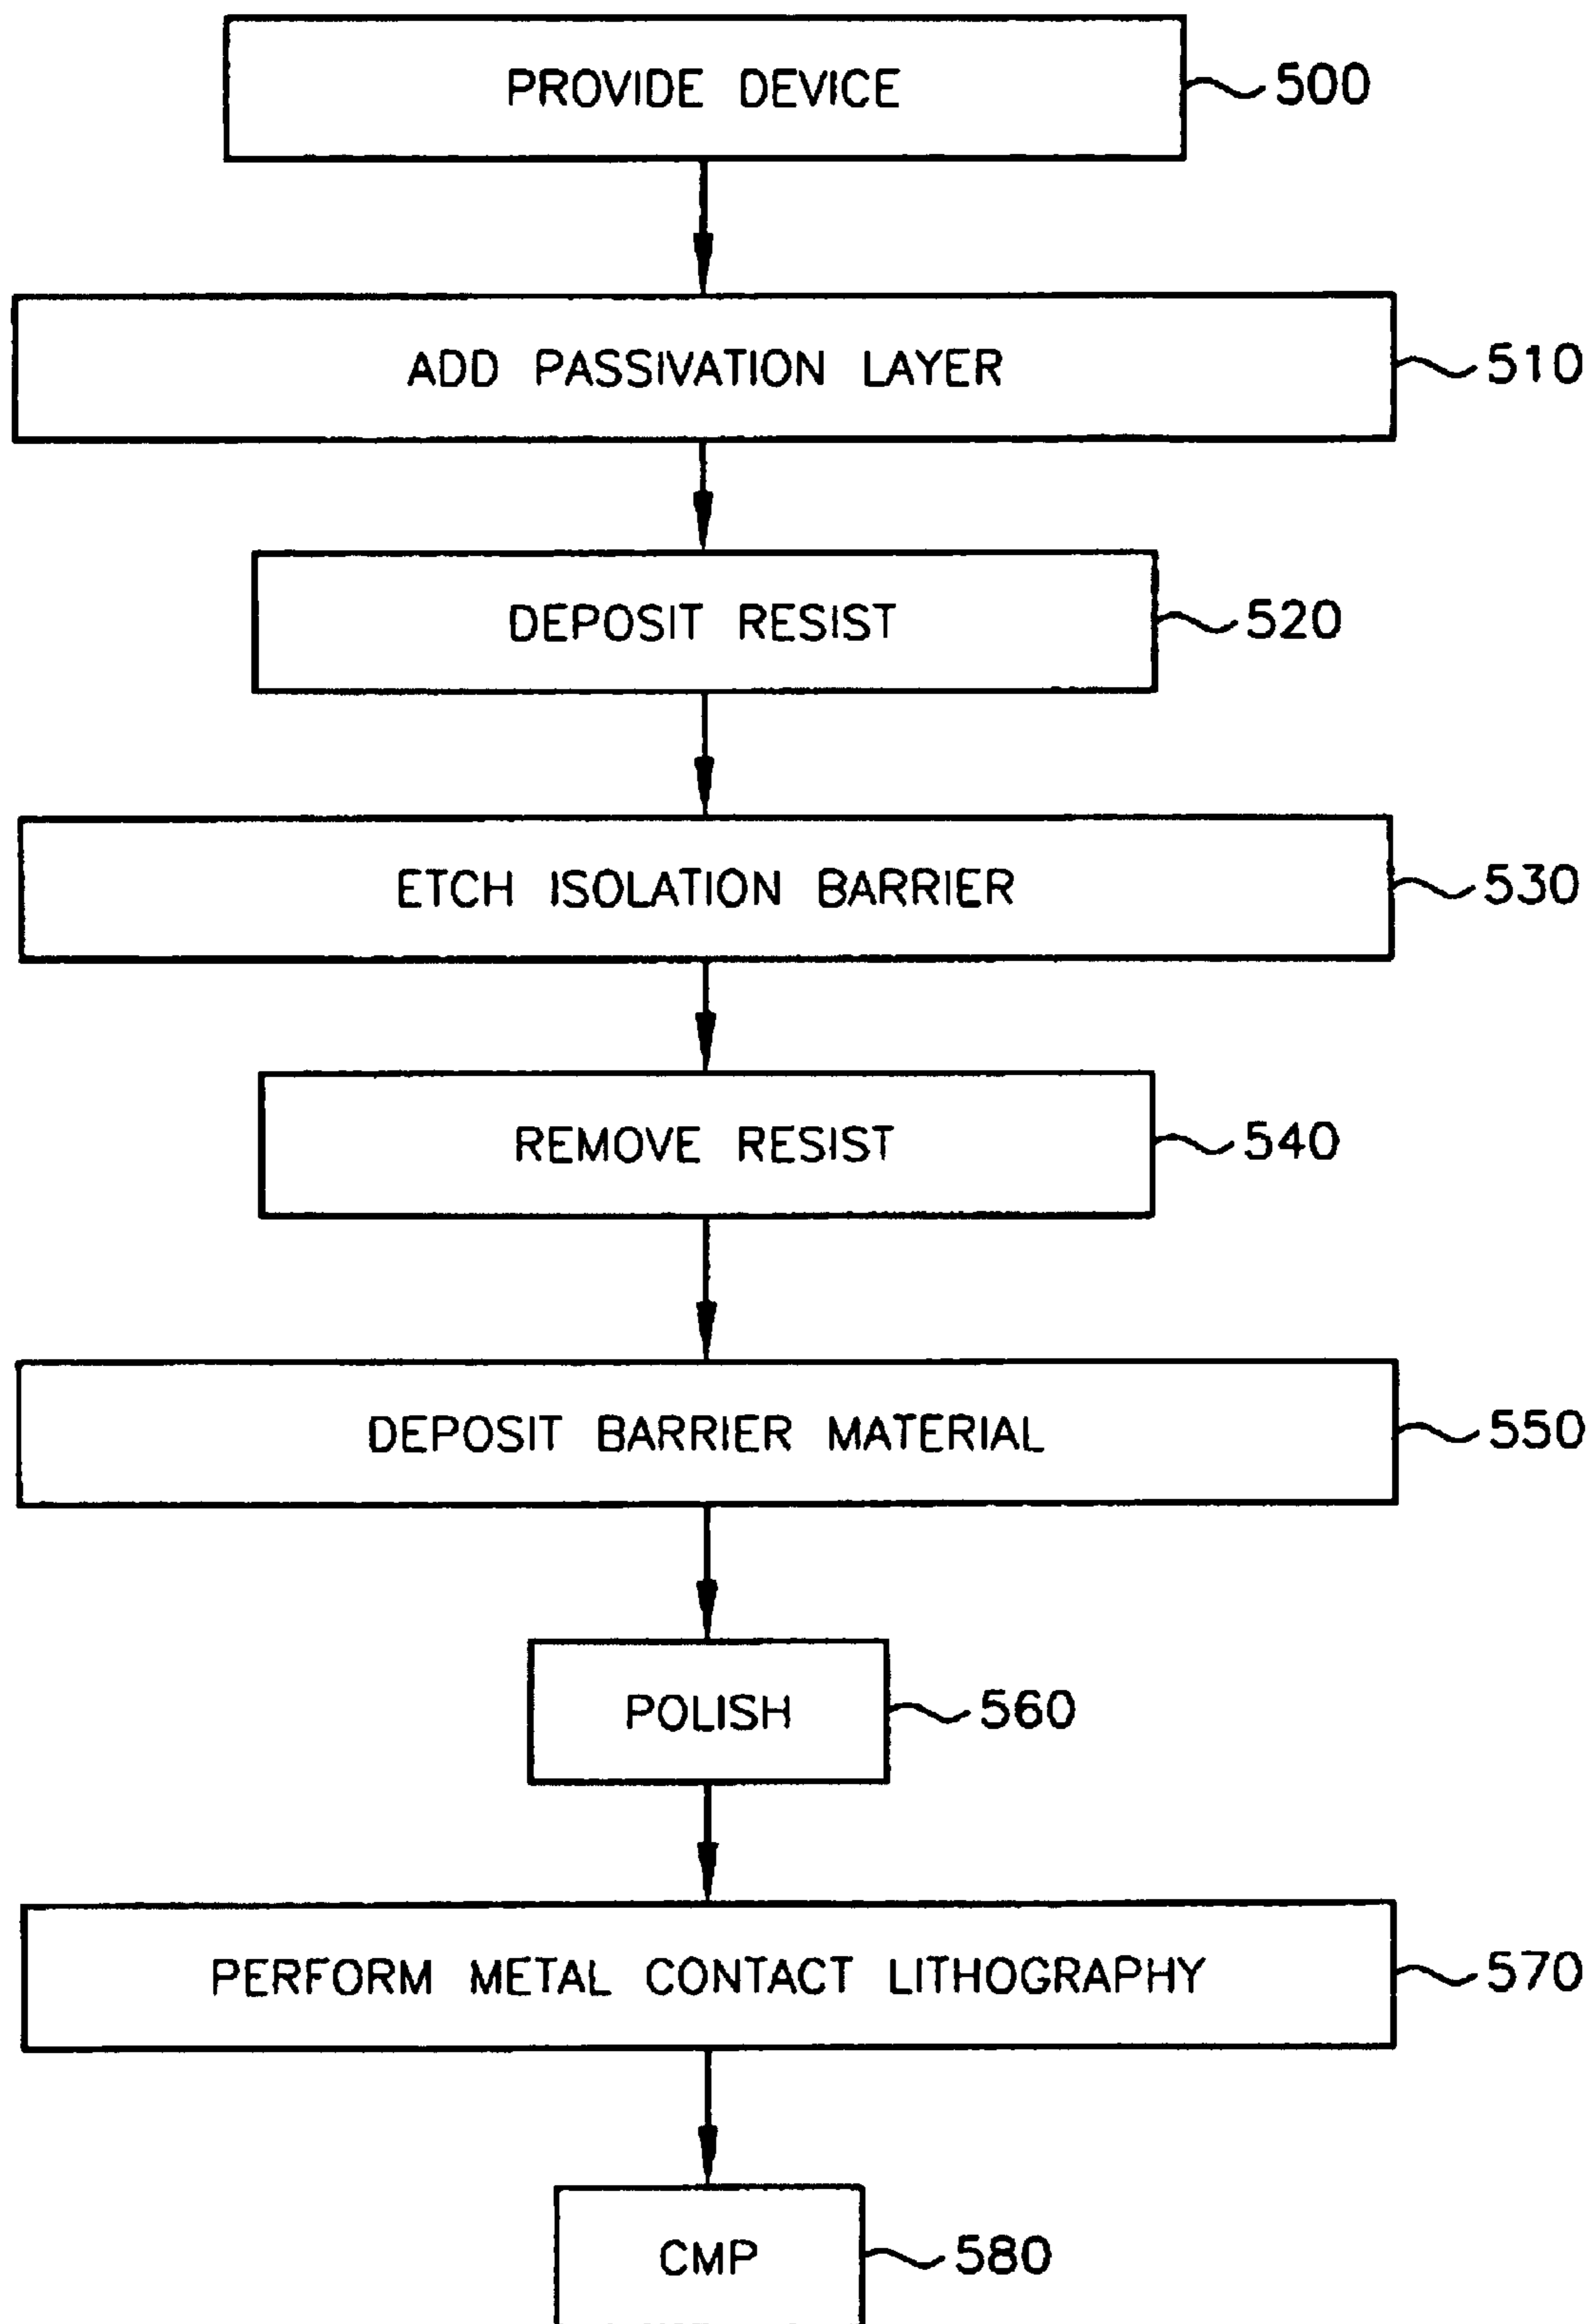 PROVIDE DEVICE 500
ADD PASSIVATION LAYER 510
DEPOSIT RESIST 520
ETCH ISOLATION BARRIER 530
REMOVE RESIST 540
DEPOSIT BARRIER MATERIAL 550
POLISH 560
PERFORM METAL CONTACT LITHOGRAPHY 570
CMP 580